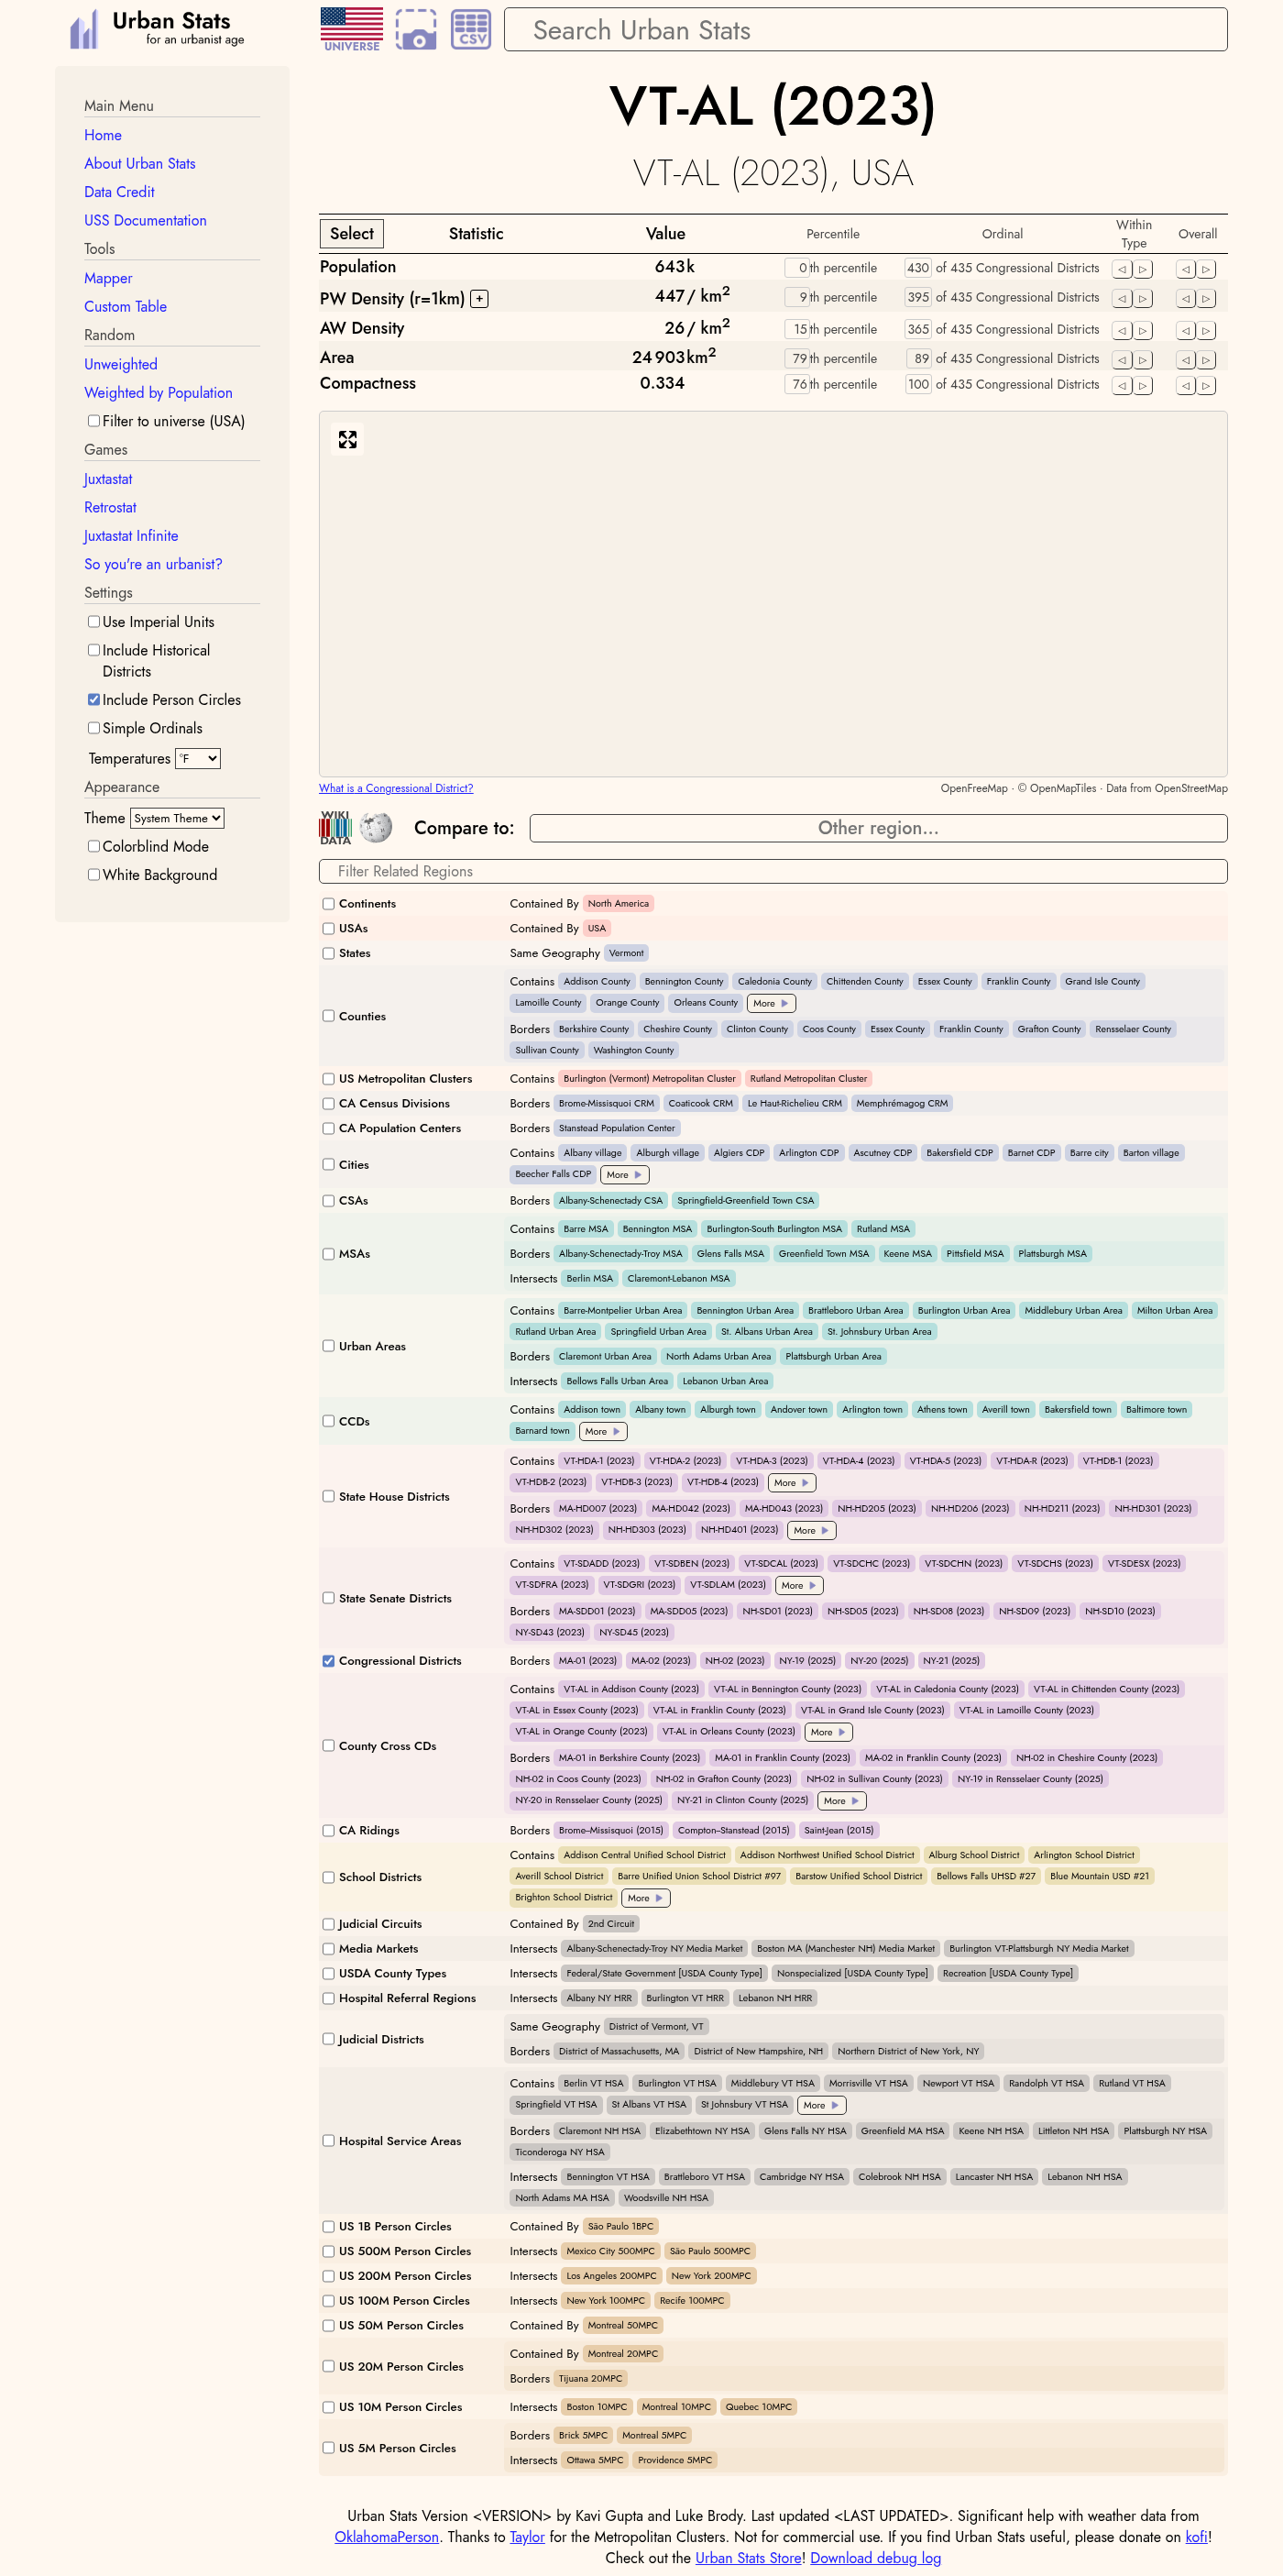 Urban Stats
for an urbanist age
UNIVERSE
CSV
Search Urban Stats
Main Menu
Home
About Urban Stats
Data Credit
USS Documentation
Tools
Mapper
Custom Table
Random
Unweighted
Weighted by Population
Filter to universe (USA)
Games
Juxtastat
Retrostat
Juxtastat Infinite
So you're an urbanist?
Settings
Use Imperial Units
Include Historical
Districts
Include Person Circles
Simple Ordinals
Temperatures °F
Appearance
Theme System Theme
Colorblind Mode
White Background
VT-AL (2023)
VT-AL (2023), USA
Select Statistic Value Percentile Ordinal Within Type Overall
Population 643k 0th percentile 430 of 435 Congressional Districts
PW Density (r=1km) + 447/ km² 9th percentile 395 of 435 Congressional Districts
AW Density 26/ km² 15th percentile 365 of 435 Congressional Districts
Area 24 903km² 79th percentile 89 of 435 Congressional Districts
Compactness 0.334 76th percentile 100 of 435 Congressional Districts
What is a Congressional District? OpenFreeMap · © OpenMapTiles · Data from OpenStreetMap
WIKI DATA Compare to: Other region...
Filter Related Regions
Continents Contained By North America
USAs Contained By USA
States Same Geography Vermont
Counties
Contains Addison County Bennington County Caledonia County Chittenden County Essex County Franklin County Grand Isle County
Lamoille County Orange County Orleans County More
Borders Berkshire County Cheshire County Clinton County Coos County Essex County Franklin County Grafton County Rensselaer County
Sullivan County Washington County
US Metropolitan Clusters Contains Burlington (Vermont) Metropolitan Cluster Rutland Metropolitan Cluster
CA Census Divisions Borders Brome-Missisquoi CRM Coaticook CRM Le Haut-Richelieu CRM Memphrémagog CRM
CA Population Centers Borders Stanstead Population Center
Cities
Contains Albany village Alburgh village Algiers CDP Arlington CDP Ascutney CDP Bakersfield CDP Barnet CDP Barre city Barton village
Beecher Falls CDP More
CSAs Borders Albany-Schenectady CSA Springfield-Greenfield Town CSA
MSAs
Contains Barre MSA Bennington MSA Burlington-South Burlington MSA Rutland MSA
Borders Albany-Schenectady-Troy MSA Glens Falls MSA Greenfield Town MSA Keene MSA Pittsfield MSA Plattsburgh MSA
Intersects Berlin MSA Claremont-Lebanon MSA
Urban Areas
Contains Barre-Montpelier Urban Area Bennington Urban Area Brattleboro Urban Area Burlington Urban Area Middlebury Urban Area Milton Urban Area
Rutland Urban Area Springfield Urban Area St. Albans Urban Area St. Johnsbury Urban Area
Borders Claremont Urban Area North Adams Urban Area Plattsburgh Urban Area
Intersects Bellows Falls Urban Area Lebanon Urban Area
CCDs
Contains Addison town Albany town Alburgh town Andover town Arlington town Athens town Averill town Bakersfield town Baltimore town
Barnard town More
State House Districts
Contains VT-HDA-1 (2023) VT-HDA-2 (2023) VT-HDA-3 (2023) VT-HDA-4 (2023) VT-HDA-5 (2023) VT-HDA-R (2023) VT-HDB-1 (2023)
VT-HDB-2 (2023) VT-HDB-3 (2023) VT-HDB-4 (2023) More
Borders MA-HD007 (2023) MA-HD042 (2023) MA-HD043 (2023) NH-HD205 (2023) NH-HD206 (2023) NH-HD211 (2023) NH-HD301 (2023)
NH-HD302 (2023) NH-HD303 (2023) NH-HD401 (2023) More
State Senate Districts
Contains VT-SDADD (2023) VT-SDBEN (2023) VT-SDCAL (2023) VT-SDCHC (2023) VT-SDCHN (2023) VT-SDCHS (2023) VT-SDESX (2023)
VT-SDFRA (2023) VT-SDGRI (2023) VT-SDLAM (2023) More
Borders MA-SDD01 (2023) MA-SDD05 (2023) NH-SD01 (2023) NH-SD05 (2023) NH-SD08 (2023) NH-SD09 (2023) NH-SD10 (2023)
NY-SD43 (2023) NY-SD45 (2023)
Congressional Districts Borders MA-01 (2023) MA-02 (2023) NH-02 (2023) NY-19 (2025) NY-20 (2025) NY-21 (2025)
County Cross CDs
Contains VT-AL in Addison County (2023) VT-AL in Bennington County (2023) VT-AL in Caledonia County (2023) VT-AL in Chittenden County (2023)
VT-AL in Essex County (2023) VT-AL in Franklin County (2023) VT-AL in Grand Isle County (2023) VT-AL in Lamoille County (2023)
VT-AL in Orange County (2023) VT-AL in Orleans County (2023) More
Borders MA-01 in Berkshire County (2023) MA-01 in Franklin County (2023) MA-02 in Franklin County (2023) NH-02 in Cheshire County (2023)
NH-02 in Coos County (2023) NH-02 in Grafton County (2023) NH-02 in Sullivan County (2023) NY-19 in Rensselaer County (2025)
NY-20 in Rensselaer County (2025) NY-21 in Clinton County (2025) More
CA Ridings Borders Brome–Missisquoi (2015) Compton–Stanstead (2015) Saint-Jean (2015)
School Districts
Contains Addison Central Unified School District Addison Northwest Unified School District Alburg School District Arlington School District
Averill School District Barre Unified Union School District #97 Barstow Unified School District Bellows Falls UHSD #27 Blue Mountain USD #21
Brighton School District More
Judicial Circuits Contained By 2nd Circuit
Media Markets Intersects Albany-Schenectady-Troy NY Media Market Boston MA (Manchester NH) Media Market Burlington VT-Plattsburgh NY Media Market
USDA County Types Intersects Federal/State Government [USDA County Type] Nonspecialized [USDA County Type] Recreation [USDA County Type]
Hospital Referral Regions Intersects Albany NY HRR Burlington VT HRR Lebanon NH HRR
Judicial Districts
Same Geography District of Vermont, VT
Borders District of Massachusetts, MA District of New Hampshire, NH Northern District of New York, NY
Hospital Service Areas
Contains Berlin VT HSA Burlington VT HSA Middlebury VT HSA Morrisville VT HSA Newport VT HSA Randolph VT HSA Rutland VT HSA
Springfield VT HSA St Albans VT HSA St Johnsbury VT HSA More
Borders Claremont NH HSA Elizabethtown NY HSA Glens Falls NY HSA Greenfield MA HSA Keene NH HSA Littleton NH HSA Plattsburgh NY HSA
Ticonderoga NY HSA
Intersects Bennington VT HSA Brattleboro VT HSA Cambridge NY HSA Colebrook NH HSA Lancaster NH HSA Lebanon NH HSA
North Adams MA HSA Woodsville NH HSA
US 1B Person Circles Contained By São Paulo 1BPC
US 500M Person Circles Intersects Mexico City 500MPC São Paulo 500MPC
US 200M Person Circles Intersects Los Angeles 200MPC New York 200MPC
US 100M Person Circles Intersects New York 100MPC Recife 100MPC
US 50M Person Circles Contained By Montreal 50MPC
US 20M Person Circles
Contained By Montreal 20MPC
Borders Tijuana 20MPC
US 10M Person Circles Intersects Boston 10MPC Montreal 10MPC Quebec 10MPC
US 5M Person Circles
Borders Brick 5MPC Montreal 5MPC
Intersects Ottawa 5MPC Providence 5MPC
Urban Stats Version <VERSION> by Kavi Gupta and Luke Brody. Last updated <LAST UPDATED>. Significant help with weather data from
OklahomaPerson. Thanks to Taylor for the Metropolitan Clusters. Not for commercial use. If you find Urban Stats useful, please donate on kofi!
Check out the Urban Stats Store! Download debug log